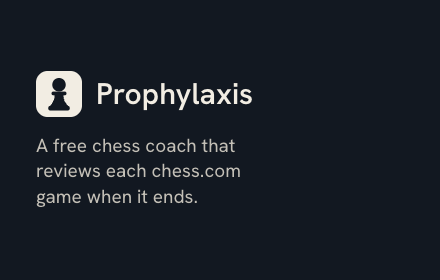 Prophylaxis
A free chess coach that
reviews each chess.com
game when it ends.